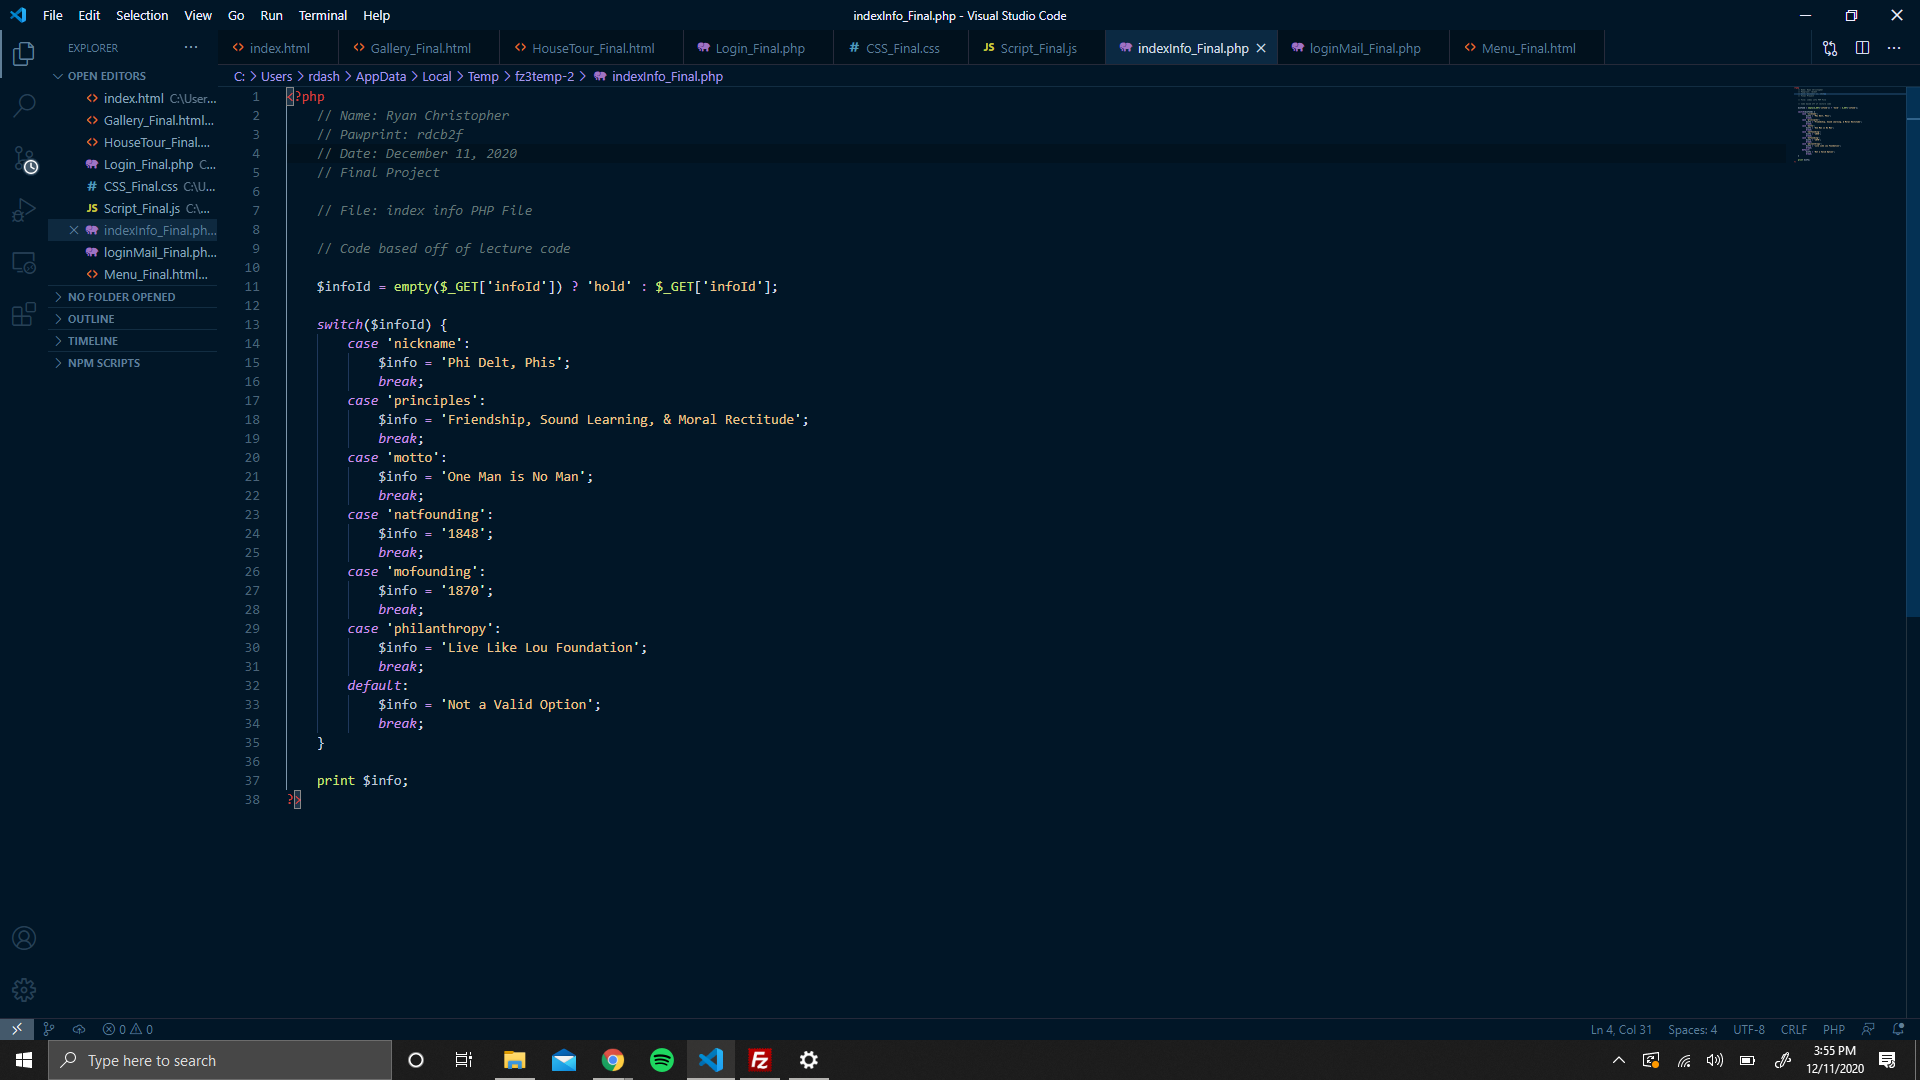 File Edit Selection View Go Run Terminal Help
indexInfo_Final.php - Visual Studio Code
EXPLORER
index.html
Gallery_Final.html
HouseTour_Final.html
Login_Final.php
# CSS_Final.css
JS Script_Final.js
indexInfo_Final.php
loginMail_Final.php
Menu_Final.html
C: > Users > rdash > AppData > Local > Temp > fz3temp-2 > indexInfo_Final.php
OPEN EDITORS
index.html C:\User...
Gallery_Final.html...
HouseTour_Final....
Login_Final.php C...
# CSS_Final.css C:\U...
JS Script_Final.js C:\...
indexInfo_Final.ph...
loginMail_Final.ph...
Menu_Final.html...
NO FOLDER OPENED
OUTLINE
TIMELINE
NPM SCRIPTS
1 <?php
2 // Name: Ryan Christopher
3 // Pawprint: rdcb2f
4 // Date: December 11, 2020
5 // Final Project
6
7 // File: index info PHP File
8
9 // Code based off of lecture code
10
11 $infoId = empty($_GET['infoId']) ? 'hold' : $_GET['infoId'];
12
13 switch($infoId) {
14 case 'nickname':
15 $info = 'Phi Delt, Phis';
16 break;
17 case 'principles':
18 $info = 'Friendship, Sound Learning, & Moral Rectitude';
19 break;
20 case 'motto':
21 $info = 'One Man is No Man';
22 break;
23 case 'natfounding':
24 $info = '1848';
25 break;
26 case 'mofounding':
27 $info = '1870';
28 break;
29 case 'philanthropy':
30 $info = 'Live Like Lou Foundation';
31 break;
32 default:
33 $info = 'Not a Valid Option';
34 break;
35 }
36
37 print $info;
38 ?>
0 0
Ln 4, Col 31 Spaces: 4 UTF-8 CRLF PHP
Type here to search
Fz
3:55 PM
12/11/2020